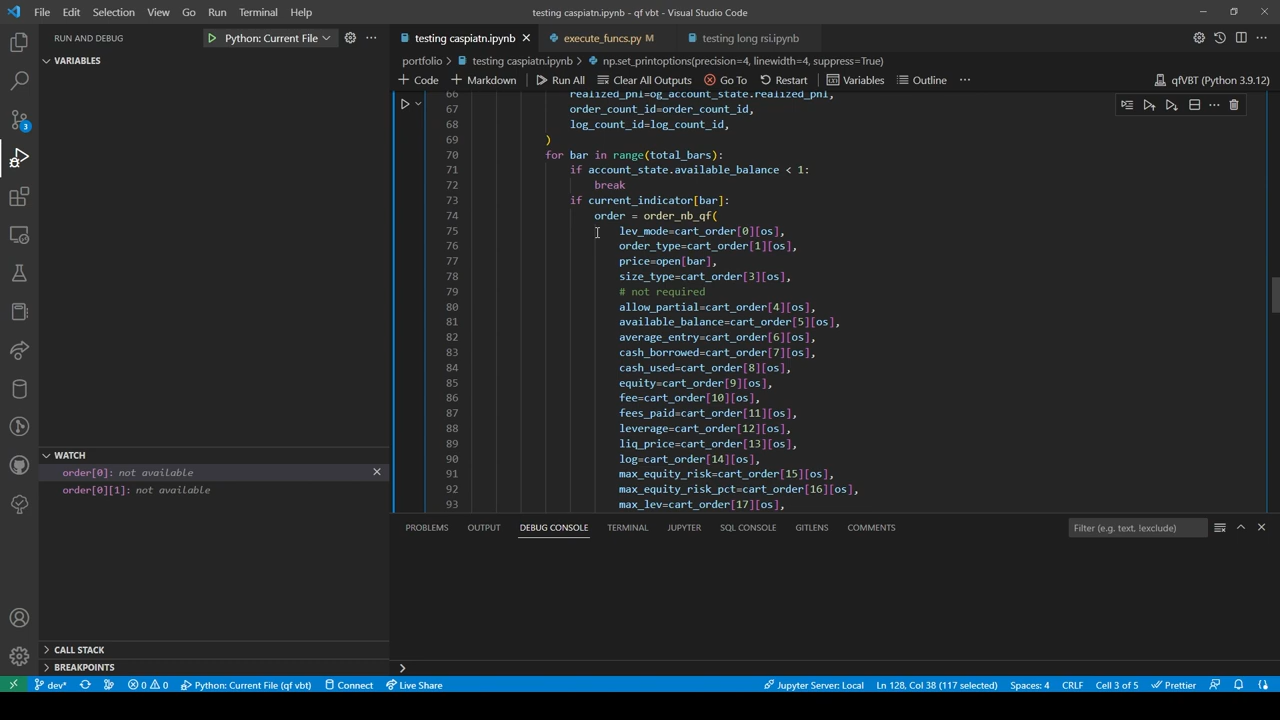 File Edit Selection View Go Run Terminal Help
testing caspiatn.ipynb - qf vbt - Visual Studio Code
RUN AND DEBUG
Python: Current File
testing caspiatn.ipynb
execute_funcs.py M
testing long rsi.ipynb
VARIABLES
portfolio > testing caspiatn.ipynb > np.set_printoptions(precision=4, linewidth=4, suppress=True)
+ Code + Markdown Run All Clear All Outputs Go To Restart Variables Outline ...
qfVBT (Python 3.9.12)
66 realized_pnl=og_account_state.realized_pnl,
67 order_count_id=order_count_id,
68 log_count_id=log_count_id,
69 )
70 for bar in range(total_bars):
71 if account_state.available_balance < 1:
72 break
73 if current_indicator[bar]:
74 order = order_nb_qf(
75 lev_mode=cart_order[0][os],
76 order_type=cart_order[1][os],
77 price=open[bar],
78 size_type=cart_order[3][os],
79 # not required
80 allow_partial=cart_order[4][os],
81 available_balance=cart_order[5][os],
82 average_entry=cart_order[6][os],
83 cash_borrowed=cart_order[7][os],
84 cash_used=cart_order[8][os],
85 equity=cart_order[9][os],
86 fee=cart_order[10][os],
87 fees_paid=cart_order[11][os],
88 leverage=cart_order[12][os],
89 liq_price=cart_order[13][os],
90 log=cart_order[14][os],
91 max_equity_risk=cart_order[15][os],
92 max_equity_risk_pct=cart_order[16][os],
93 max_lev=cart_order[17][os],
3
WATCH
order[0]: not available
order[0][1]: not available
PROBLEMS OUTPUT DEBUG CONSOLE TERMINAL JUPYTER SQL CONSOLE GITLENS COMMENTS
Filter (e.g. text, !exclude)
CALL STACK
BREAKPOINTS
dev* 0 0 Python: Current File (qf vbt) Connect Live Share
Jupyter Server: Local Ln 128, Col 38 (117 selected) Spaces: 4 CRLF Cell 3 of 5 Prettier